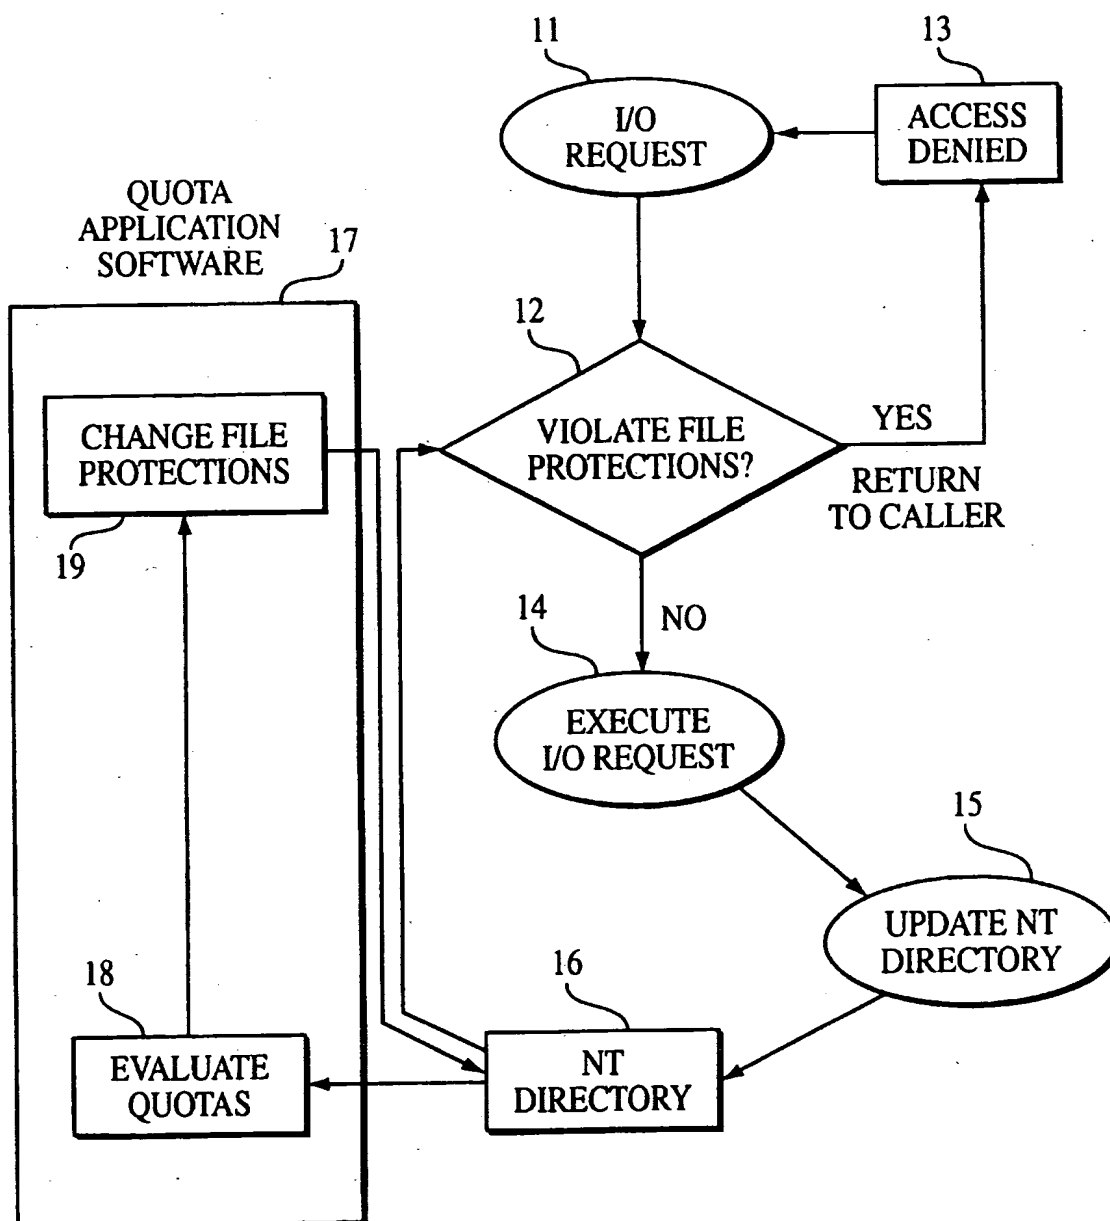 11
I/O
REQUEST
13
ACCESS
DENIED
QUOTA
APPLICATION
SOFTWARE
17
12
VIOLATE FILE
PROTECTIONS?
YES
RETURN
TO CALLER
CHANGE FILE
PROTECTIONS
19
NO
14
EXECUTE
I/O REQUEST
15
UPDATE NT
DIRECTORY
16
NT
DIRECTORY
18
EVALUATE
QUOTAS